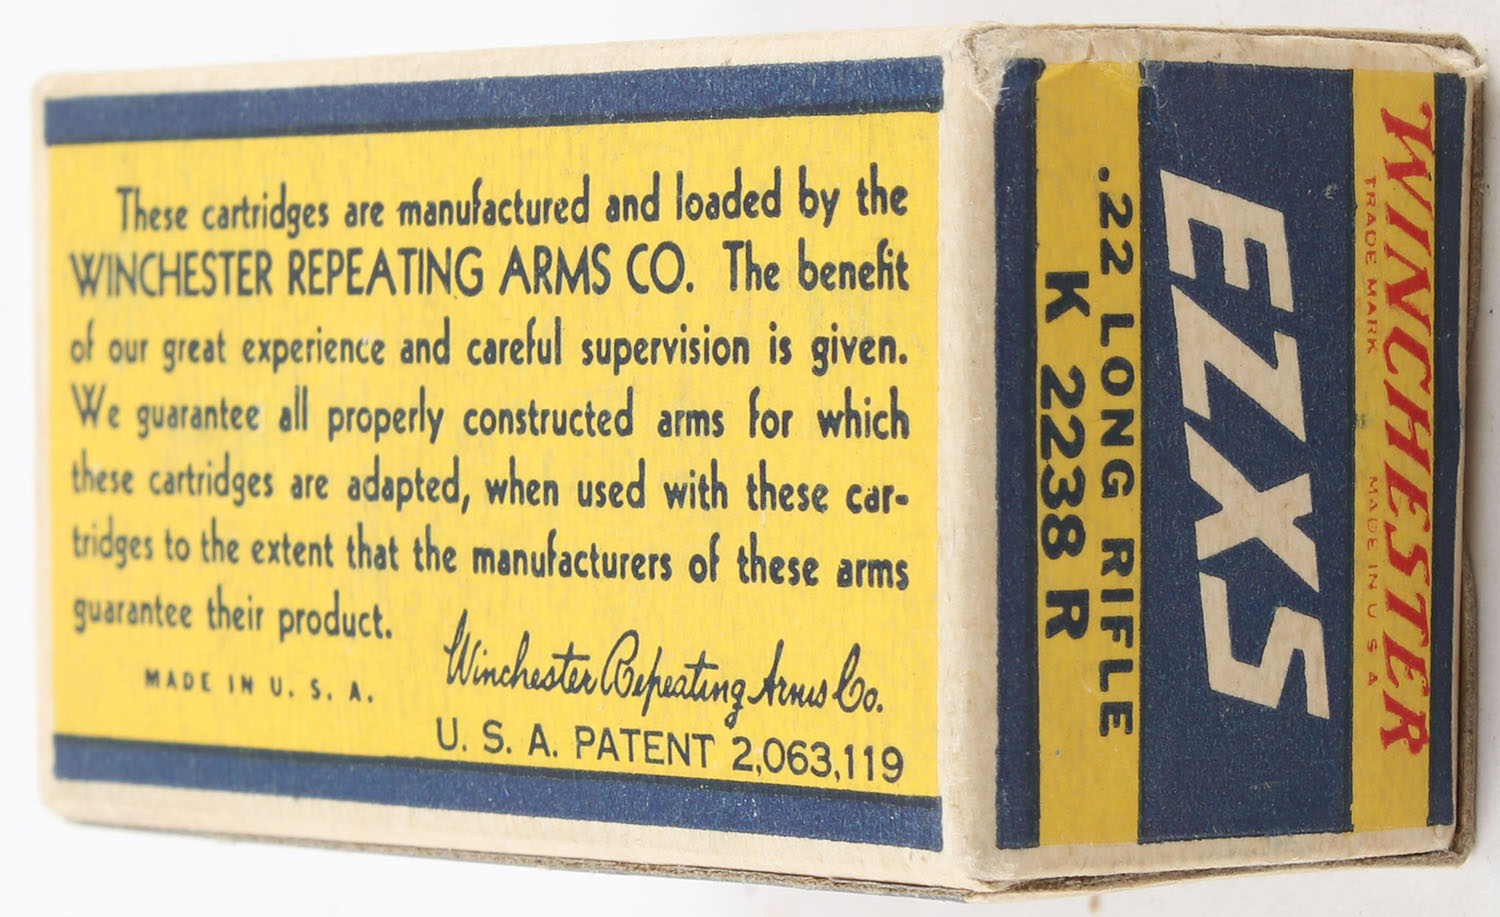 These cartridges are manufactured and loaded by the
WINCHESTER REPEATING ARMS CO. The benefit
of our great experience and careful supervision is given.
We guarantee all properly constructed arms for which
these cartridges are adapted, when used with these car-
tridges to the extent that the manufacturers of these arms
guarantee their product.
MADE IN U. S. A.
Winchester Repeating Arms Co.
U. S. A. PATENT 2,063,119
WINCHESTER
TRADE MARK MADE IN U S A
EZXS
.22 LONG RIFLE
K 2238 R